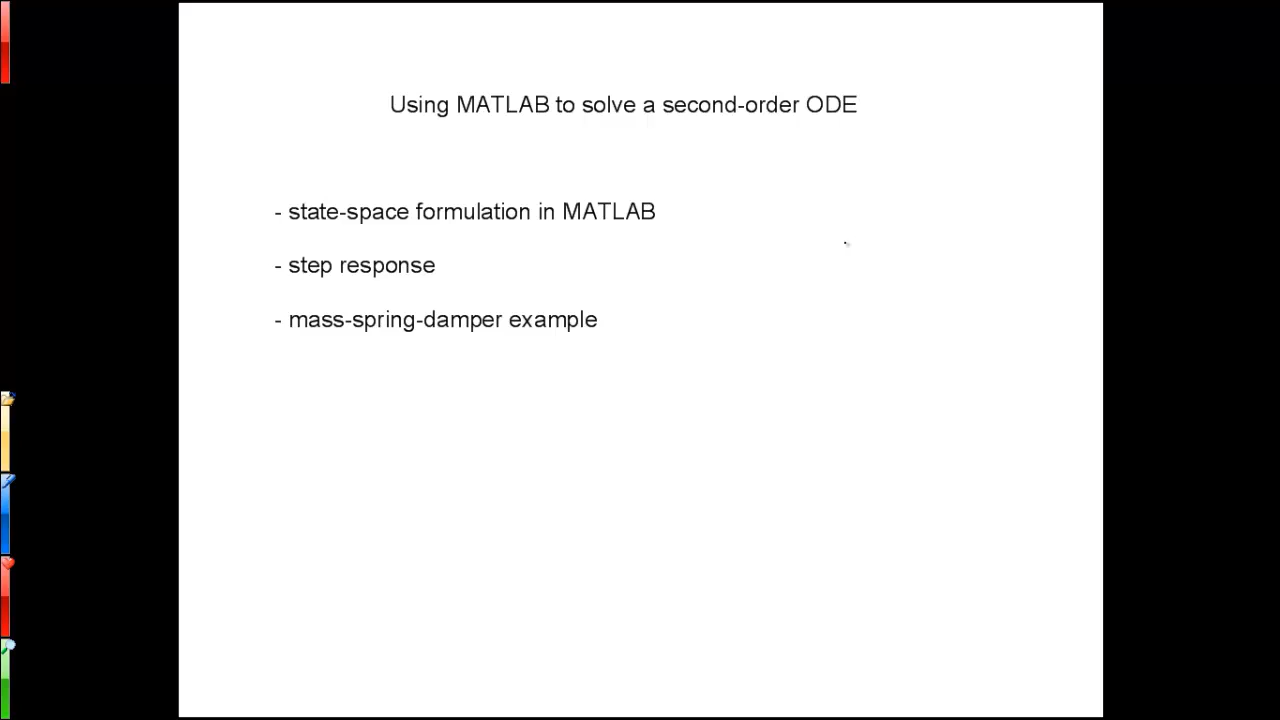 Using MATLAB to solve a second-order ODE
- state-space formulation in MATLAB
- step response
- mass-spring-damper example